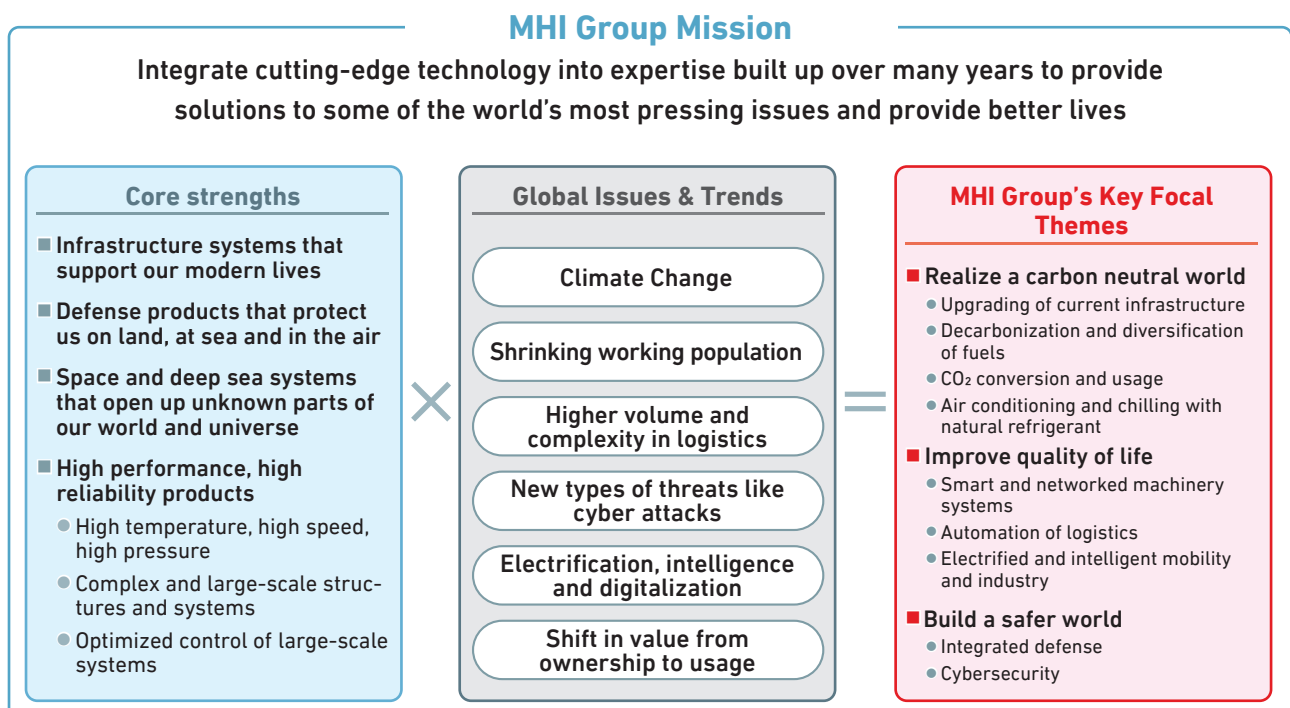 MHI Group Mission
Integrate cutting-edge technology into expertise built up over many years to provide
solutions to some of the world's most pressing issues and provide better lives
Core strengths
■ Infrastructure systems that
support our modern lives
■ Defense products that protect
us on land, at sea and in the air
■ Space and deep sea systems
that open up unknown parts of
our world and universe
■ High performance, high
reliability products
● High temperature, high speed,
high pressure
● Complex and large-scale struc-
tures and systems
● Optimized control of large-scale
systems
×
Global Issues & Trends
Climate Change
Shrinking working population
Higher volume and
complexity in logistics
New types of threats like
cyber attacks
Electrification, intelligence
and digitalization
Shift in value from
ownership to usage
=
MHI Group's Key Focal
Themes
■ Realize a carbon neutral world
● Upgrading of current infrastructure
● Decarbonization and diversification
of fuels
● CO₂ conversion and usage
● Air conditioning and chilling with
natural refrigerant
■ Improve quality of life
● Smart and networked machinery
systems
● Automation of logistics
● Electrified and intelligent mobility
and industry
■ Build a safer world
● Integrated defense
● Cybersecurity